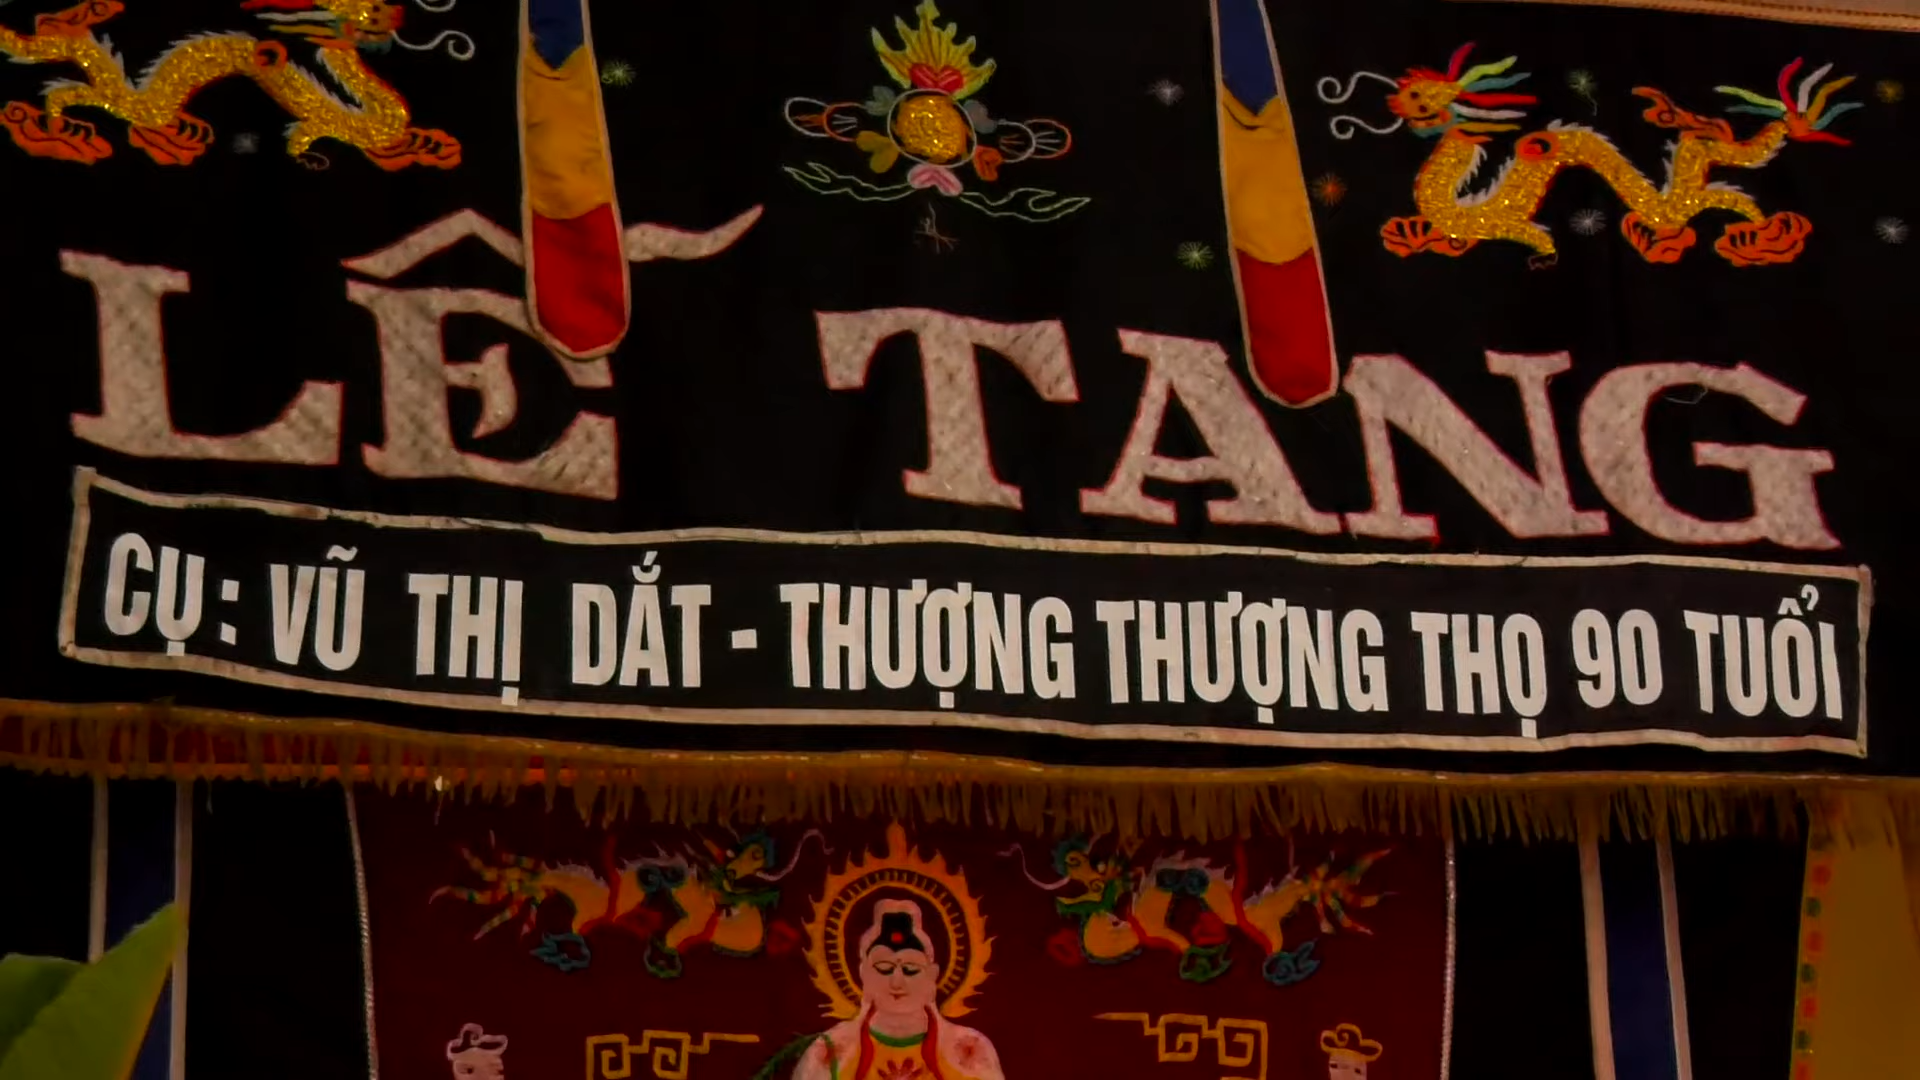 LỄ TANG
CỤ: VŨ THỊ DẮT - THƯỢNG THƯỢNG THỌ 90 TUỔI